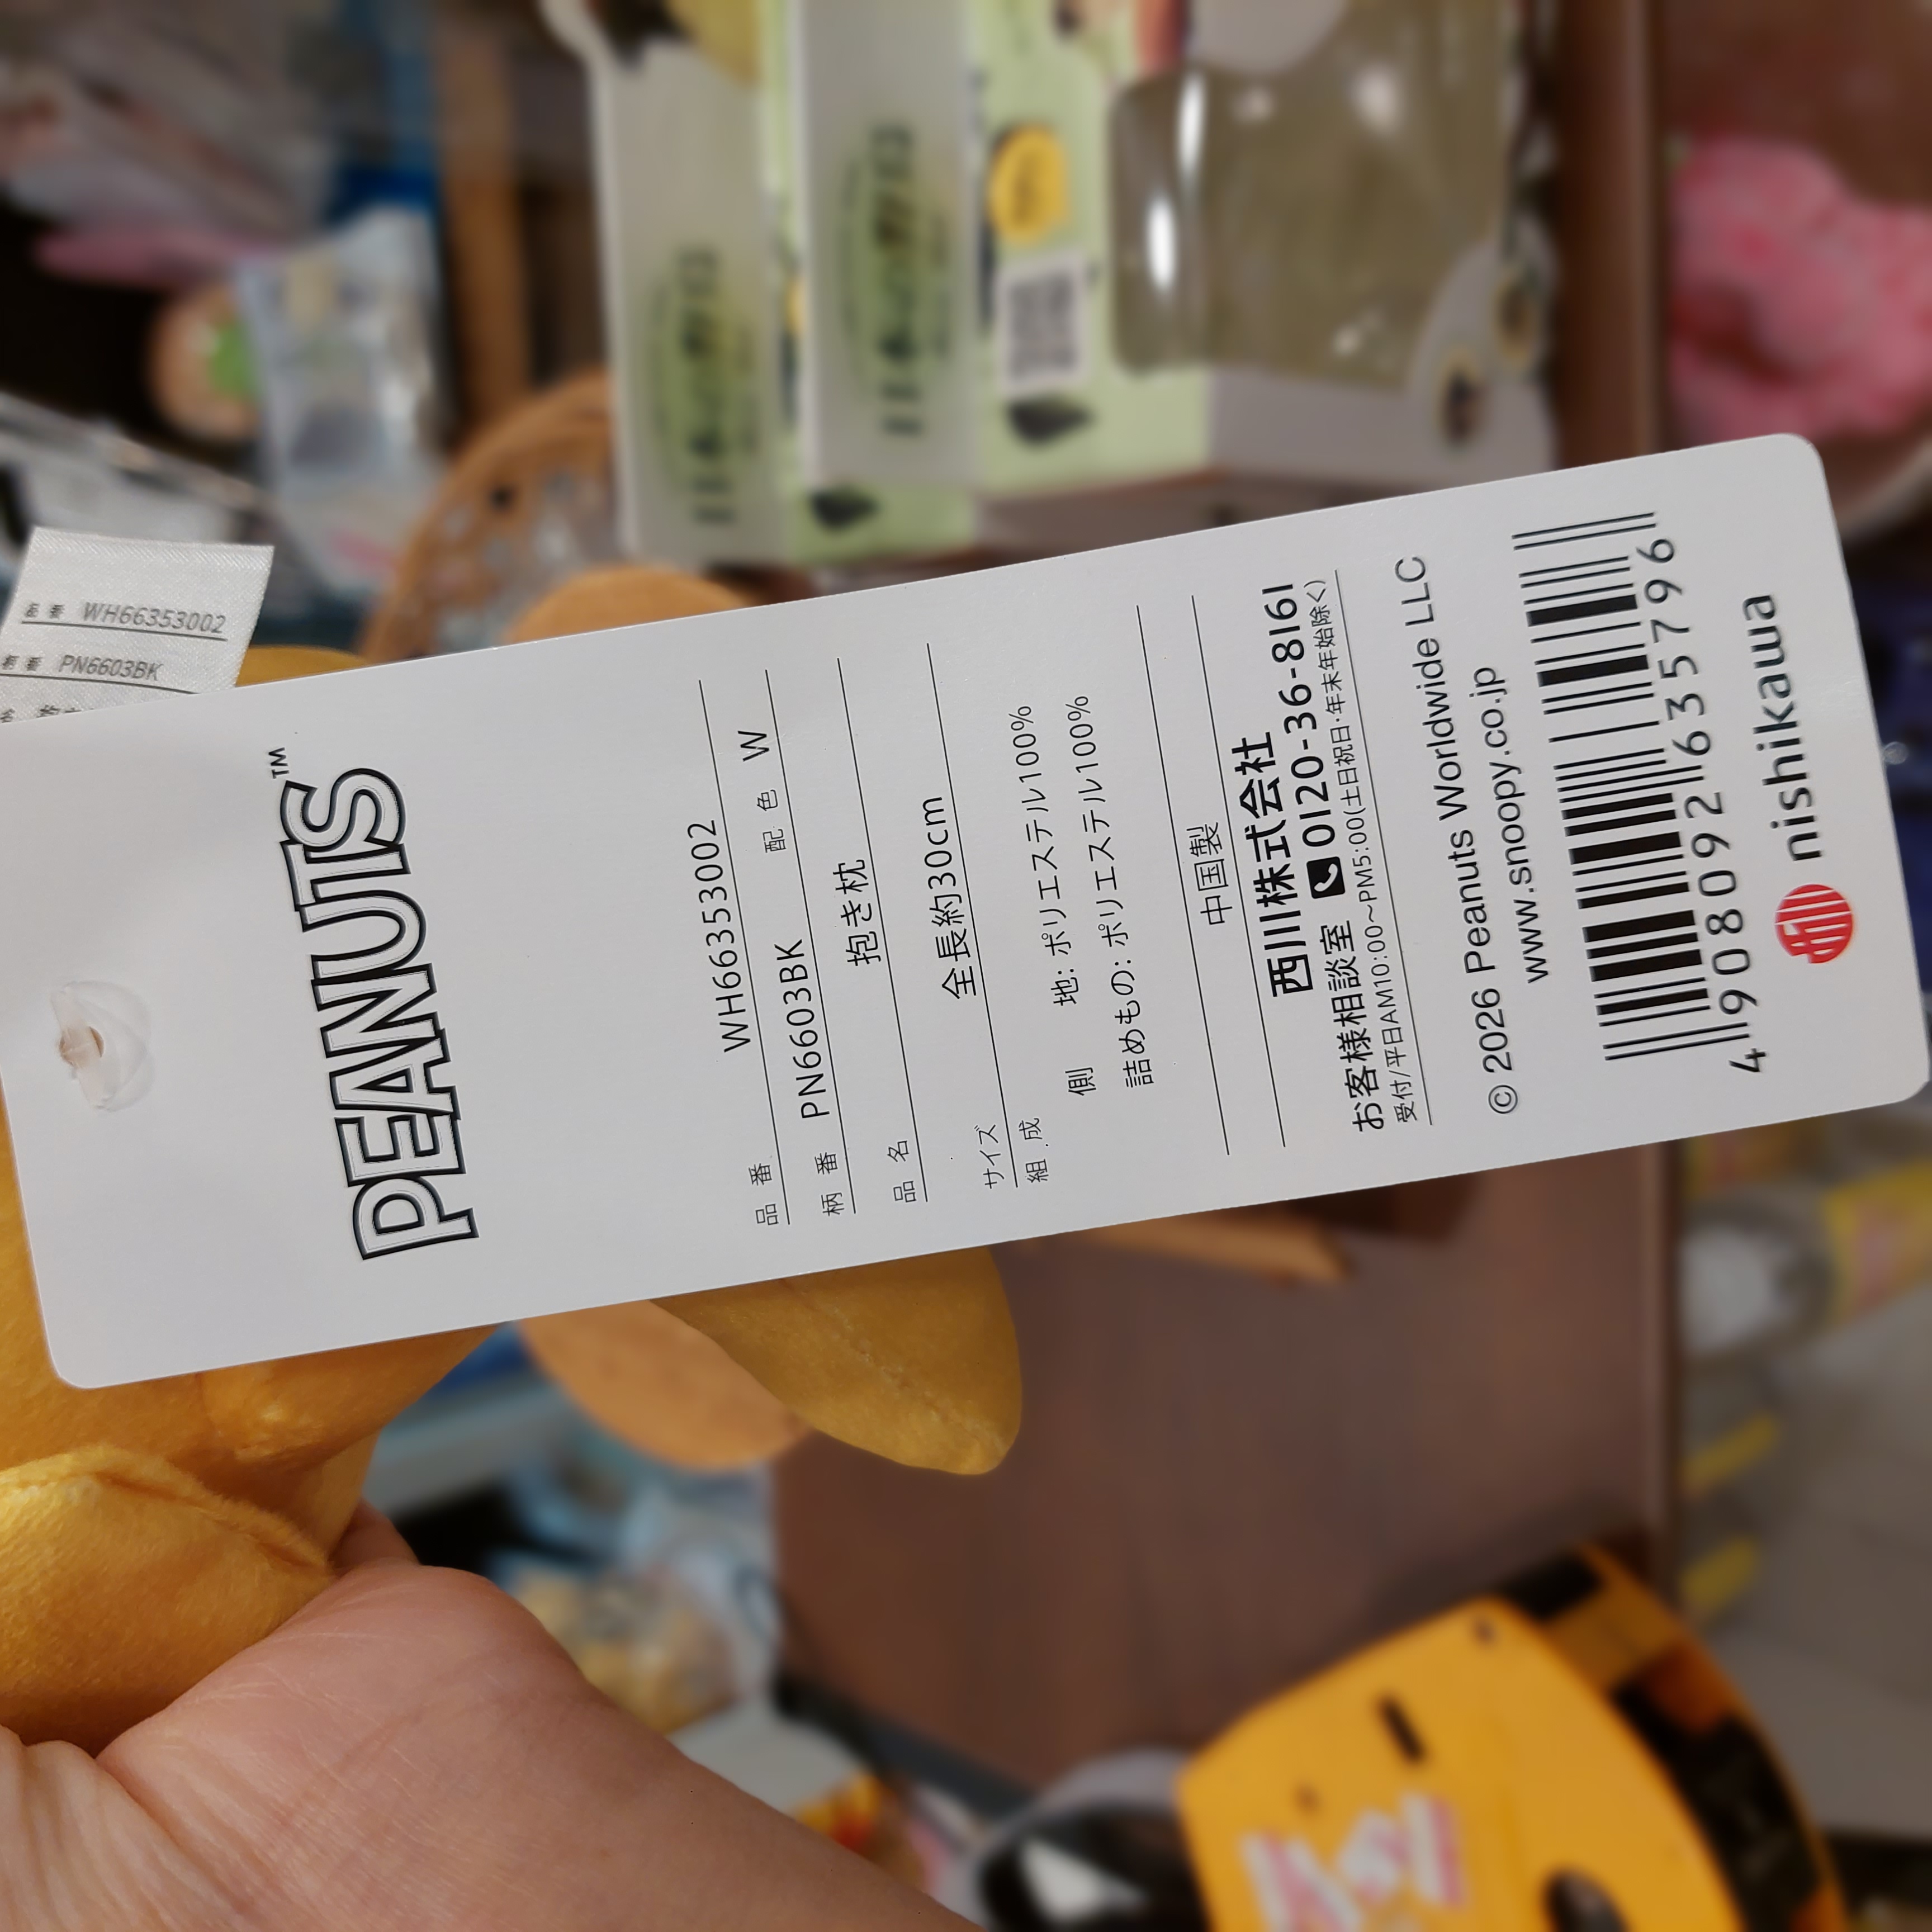 PEANUTS™
品番 WH66353002
柄番 PN6603BK 配色 W
品名 抱き枕
サイズ 全長約30cm
組成 側 地: ポリエステル100%
詰めもの: ポリエステル100%
中国製
西川株式会社
お客様相談室 0120-36-8161
受付/平日AM10:00~PM5:00(土日祝日・年末年始除く)
© 2026 Peanuts Worldwide LLC
www.snoopy.co.jp
4908092635796
nishikawa
品番 WH66353002
柄番 PN6603BK